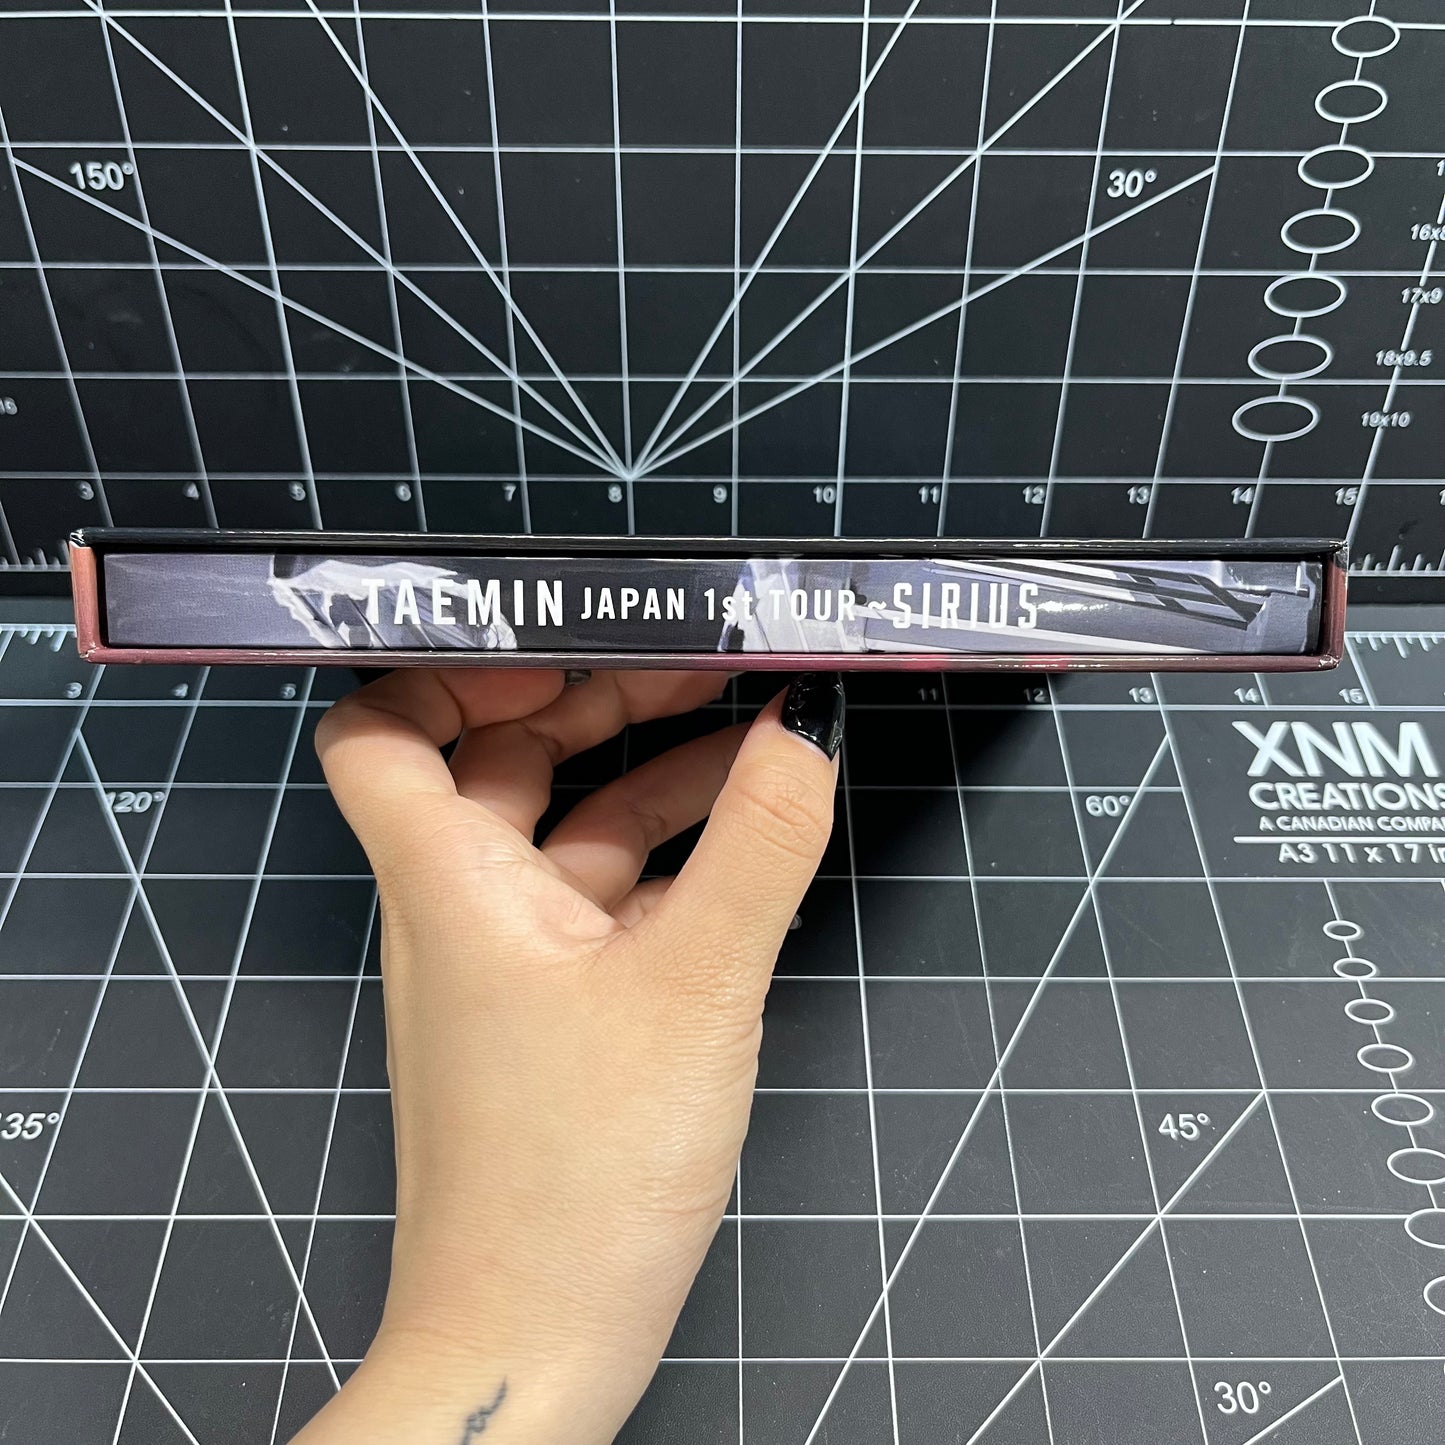 150°
30°
16x8
17x9
18x9.5
19x10
3 4 5 6 7 8 9 10 11 12 13 14 15
TAEMIN JAPAN 1st TOUR ~SIRIUS
3 4 5 11 12 13 14 15
120°
60°
XNM
CREATIONS
A CANADIAN COMPA
A3 11 x 17 in
135°
45°
30°